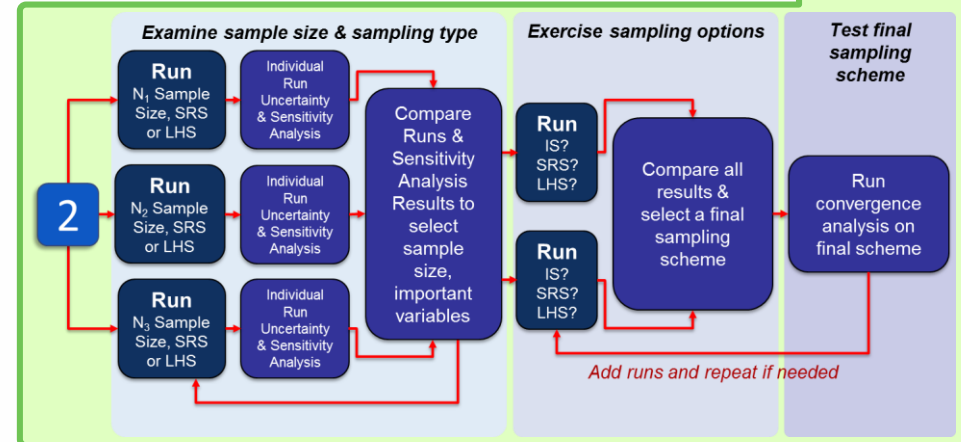 Examine sample size & sampling type
Exercise sampling options
Test final
sampling
scheme
2
Run
N₁ Sample
Size, SRS
or LHS
Individual
Run
Uncertainty
& Sensitivity
Analysis
Run
N₂ Sample
Size, SRS
or LHS
Individual
Run
Uncertainty
& Sensitivity
Analysis
Run
N₃ Sample
Size, SRS
or LHS
Individual
Run
Uncertainty
& Sensitivity
Analysis
Compare
Runs &
Sensitivity
Analysis
Results to
select
sample
size,
important
variables
Run
IS?
SRS?
LHS?
Run
IS?
SRS?
LHS?
Compare all
results &
select a final
sampling
scheme
Run
convergence
analysis on
final scheme
Add runs and repeat if needed